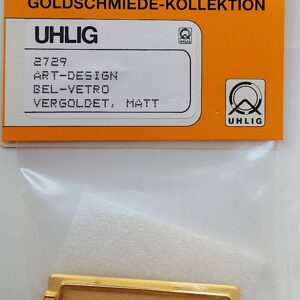 GOLDSCHMIEDE-KOLLEKTION
UHLIG
2729
ART-DESIGN
BEL-VETRO
VERGOLDET, MATT
UHLIG